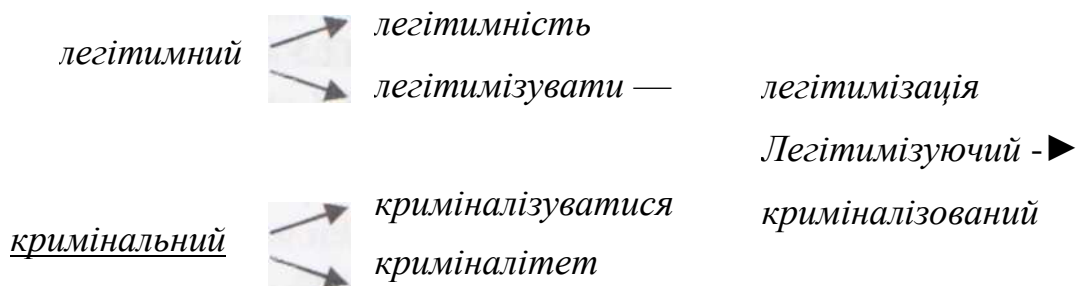 легітимний
легітимність
легітимізувати —
легітимізація
Легітимізуючий -►
кримінальний
криміналізуватися
криміналізований
криміналітет